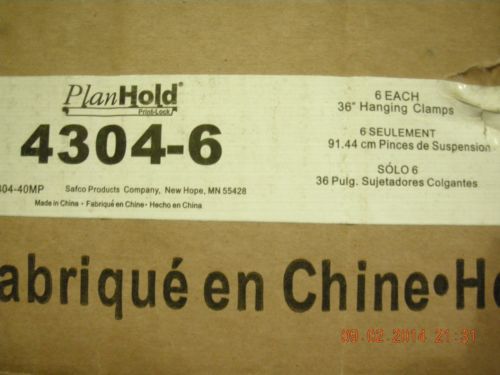 PlanHold®
Print-Lock
4304-6
304-40MP
Safco Products Company, New Hope, MN 55428
Made in China • Fabriqué en Chine • Hecho en China
6 EACH
36" Hanging Clamps
6 SEULEMENT
91.44 cm Pinces de Suspension
SÓLO 6
36 Pulg. Sujetadores Colgantes
abriqué en Chine•He
09.02.2014 21:31